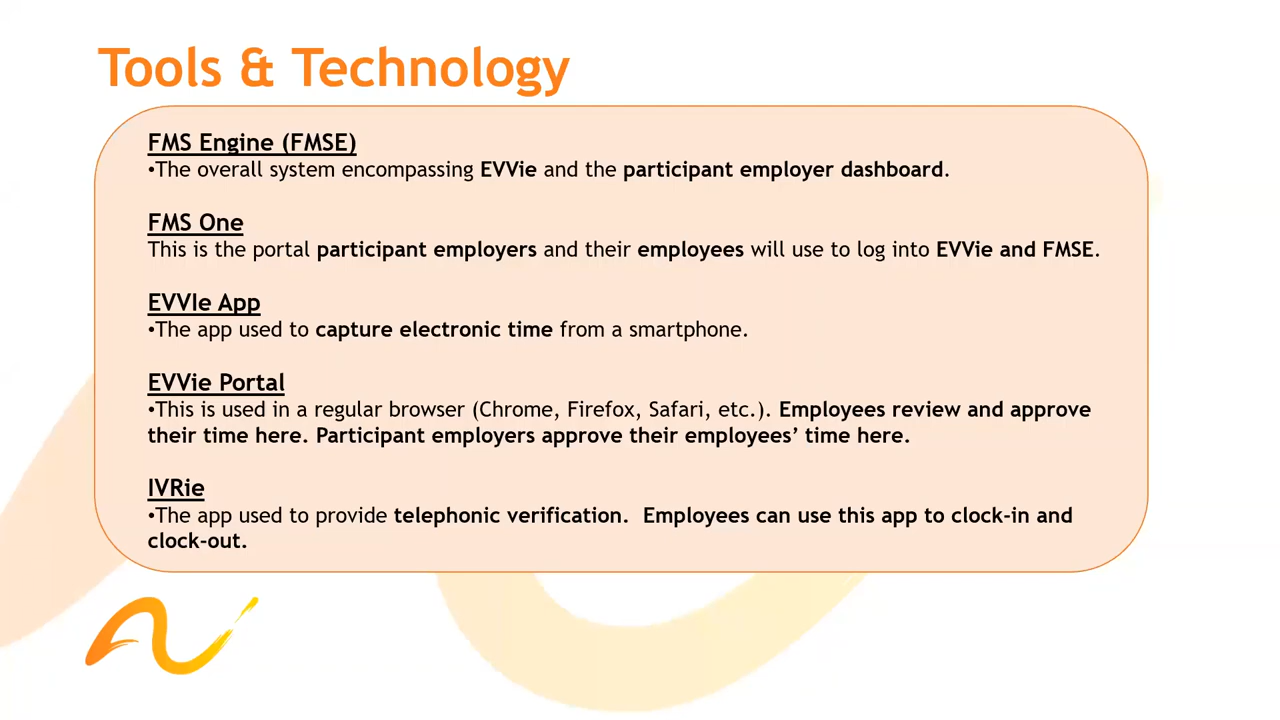 Tools & Technology
FMS Engine (FMSE)
•The overall system encompassing EVVie and the participant employer dashboard.
FMS One
This is the portal participant employers and their employees will use to log into EVVie and FMSE.
EVVIe App
•The app used to capture electronic time from a smartphone.
EVVie Portal
•This is used in a regular browser (Chrome, Firefox, Safari, etc.). Employees review and approve
their time here. Participant employers approve their employees’ time here.
IVRie
•The app used to provide telephonic verification.  Employees can use this app to clock-in and
clock-out.